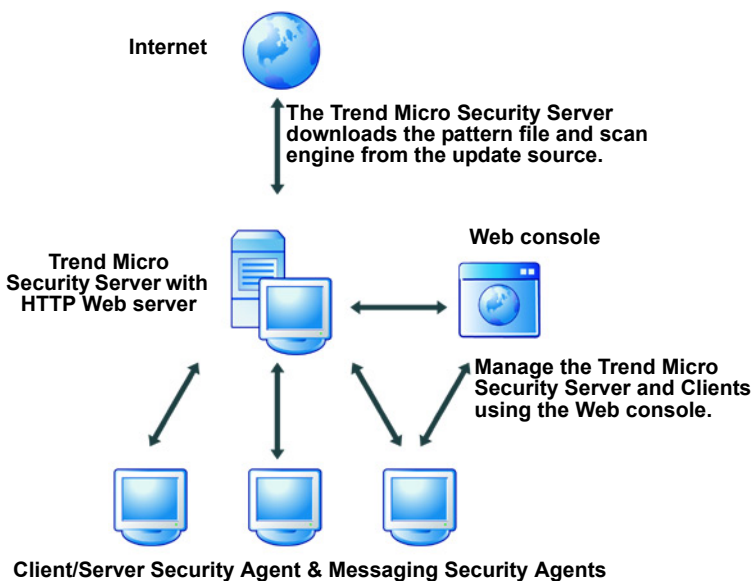 Internet
The Trend Micro Security Server
downloads the pattern file and scan
engine from the update source.
Web console
Trend Micro
Security Server with
HTTP Web server
Manage the Trend Micro
Security Server and Clients
using the Web console.
Client/Server Security Agent & Messaging Security Agents